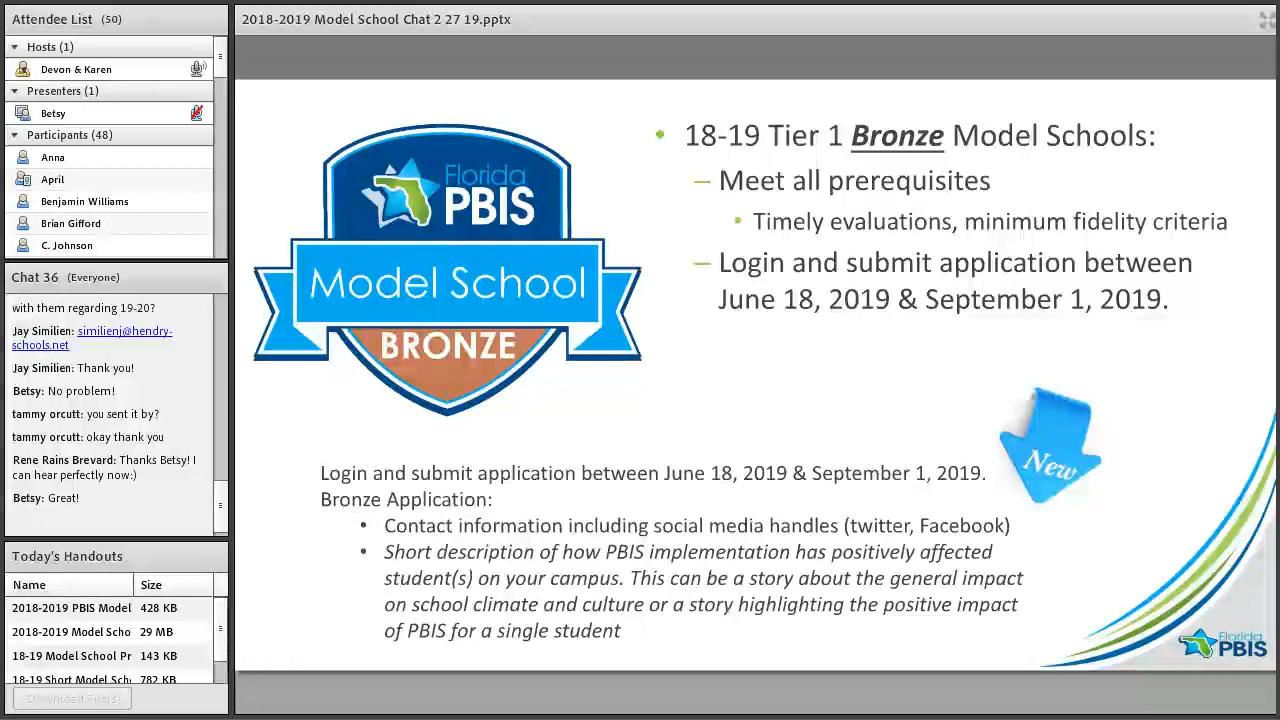 Attendee List (50)
Hosts (1)
Devon & Karen
Presenters (1)
Betsy
Participants (48)
Anna
April
Benjamin Williams
Brian Gifford
C. Johnson
Chat 36 (Everyone)
with them regarding 19-20?
Jay Similien: similienj@hendry-
schools.net
Jay Similien: Thank you!
Betsy: No problem!
tammy orcutt: you sent it by?
tammy orcutt: okay thank you
Rene Rains Brevard: Thanks Betsy! I
can hear perfectly now:)
Betsy: Great!
Today's Handouts
Name Size
2018-2019 PBIS Model 428 KB
2018-2019 Model Scho 29 MB
18-19 Model School Pr 143 KB
18-19 Short Model Sch 782 KB
Download File(s)
2018-2019 Model School Chat 2 27 19.pptx
Florida
PBIS
Model School
BRONZE
• 18-19 Tier 1 Bronze Model Schools:
– Meet all prerequisites
• Timely evaluations, minimum fidelity criteria
– Login and submit application between
June 18, 2019 & September 1, 2019.
New
Login and submit application between June 18, 2019 & September 1, 2019.
Bronze Application:
• Contact information including social media handles (twitter, Facebook)
• Short description of how PBIS implementation has positively affected
student(s) on your campus. This can be a story about the general impact
on school climate and culture or a story highlighting the positive impact
of PBIS for a single student
Florida
PBIS